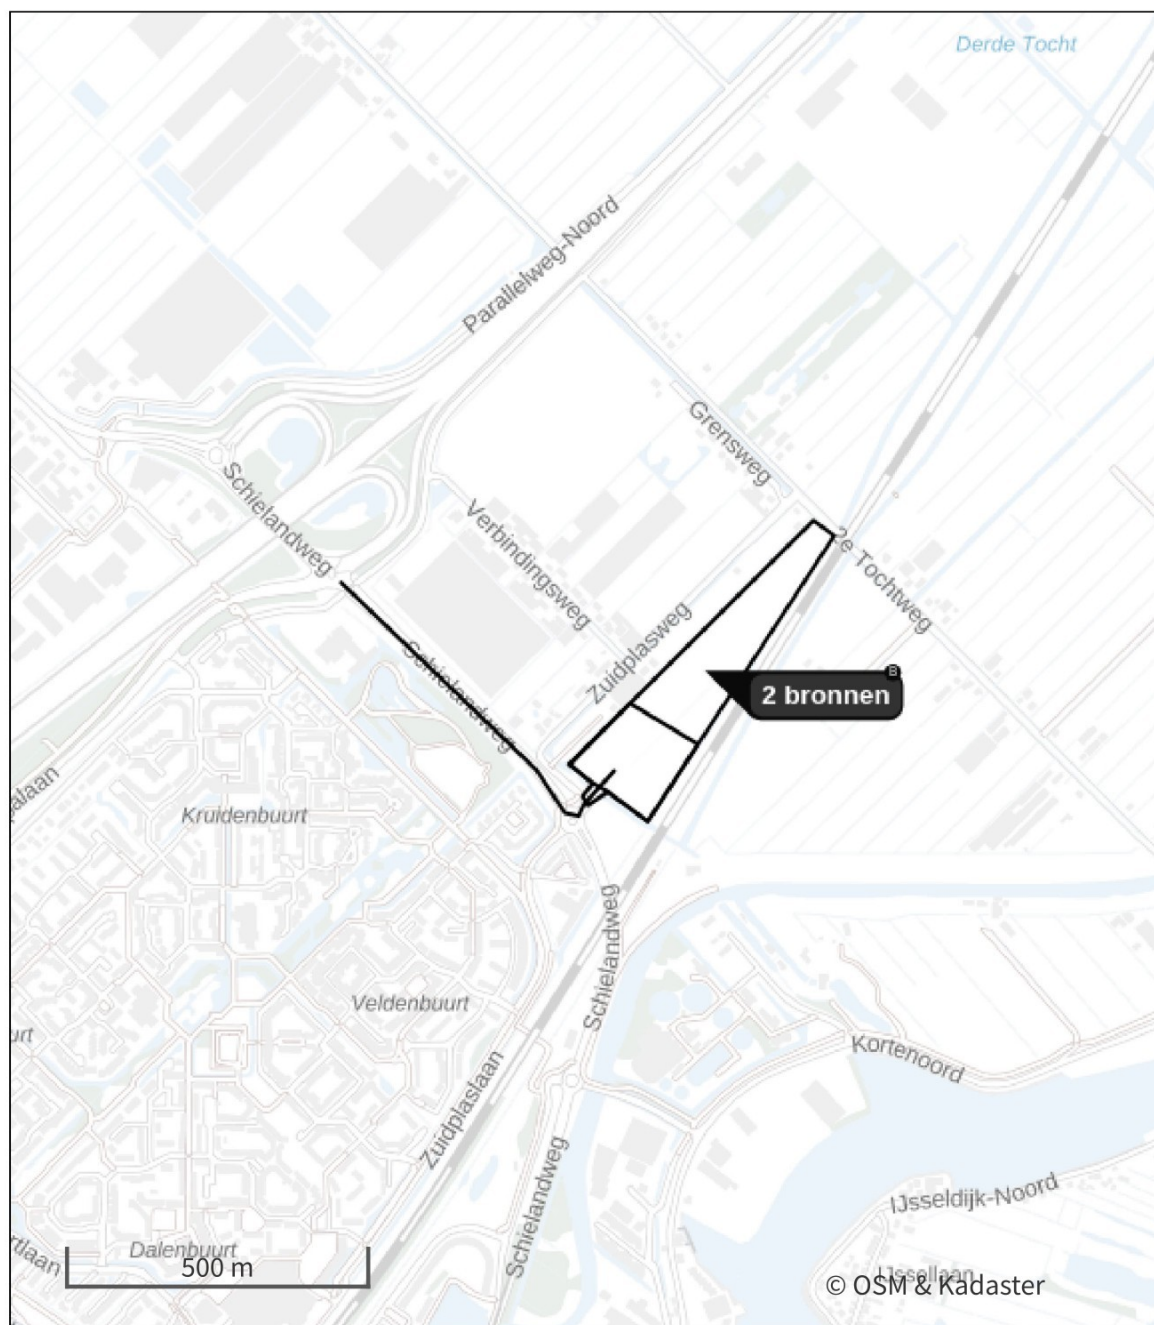 Derde Tocht
Parallelweg-Noord
Grensweg
Schielandweg
Verbindingsweg
2e Tochtweg
Zuidplasweg
Schielandweg
B
2 bronnen
palaan
Kruidenbuurt
Schielandweg
Veldenbuurt
urt
Kortenoord
Zuidplaslaan
Schielandweg
IJsseldijk-Noord
rtlaan
Dalenbuurt
500 m
IJssellaan
© OSM & Kadaster